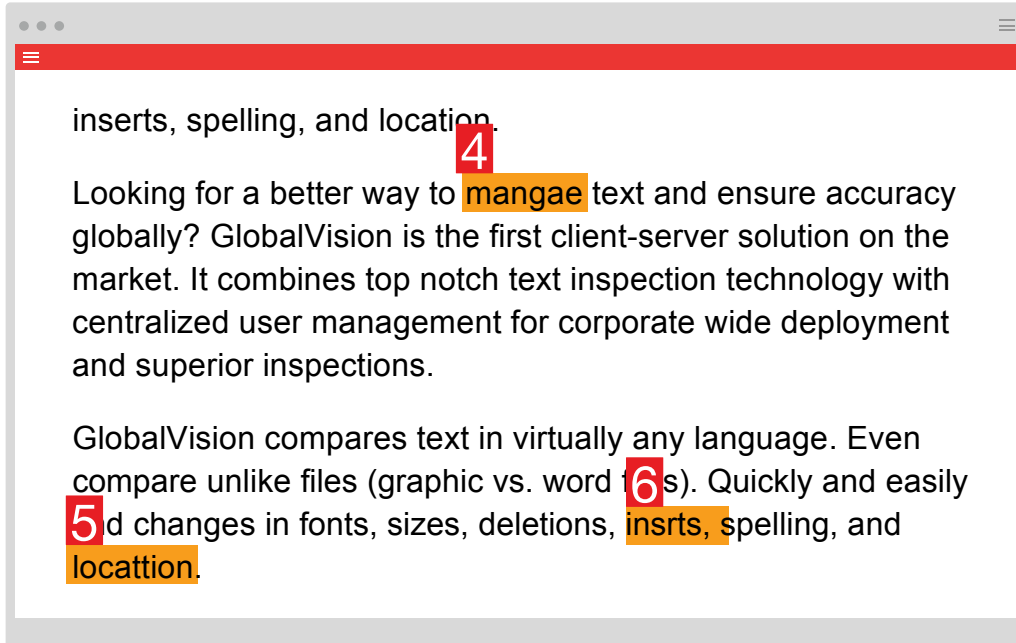 inserts, spelling, and location.
4
Looking for a better way to mangae text and ensure accuracy
globally? GlobalVision is the first client-server solution on the
market. It combines top notch text inspection technology with
centralized user management for corporate wide deployment
and superior inspections.
GlobalVision compares text in virtually any language. Even
compare unlike files (graphic vs. word 6 s). Quickly and easily
5 d changes in fonts, sizes, deletions, insrts, spelling, and
locattion.